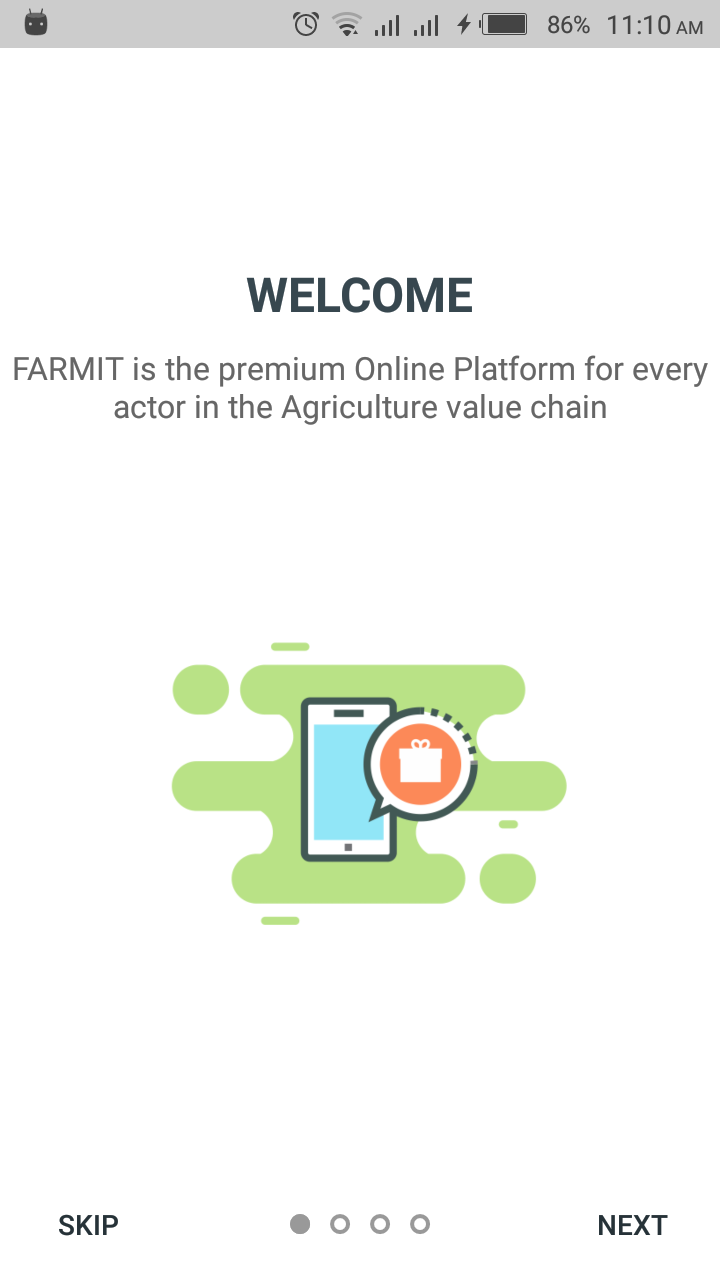 86% 11:10 AM
WELCOME
FARMIT is the premium Online Platform for every
actor in the Agriculture value chain
SKIP NEXT